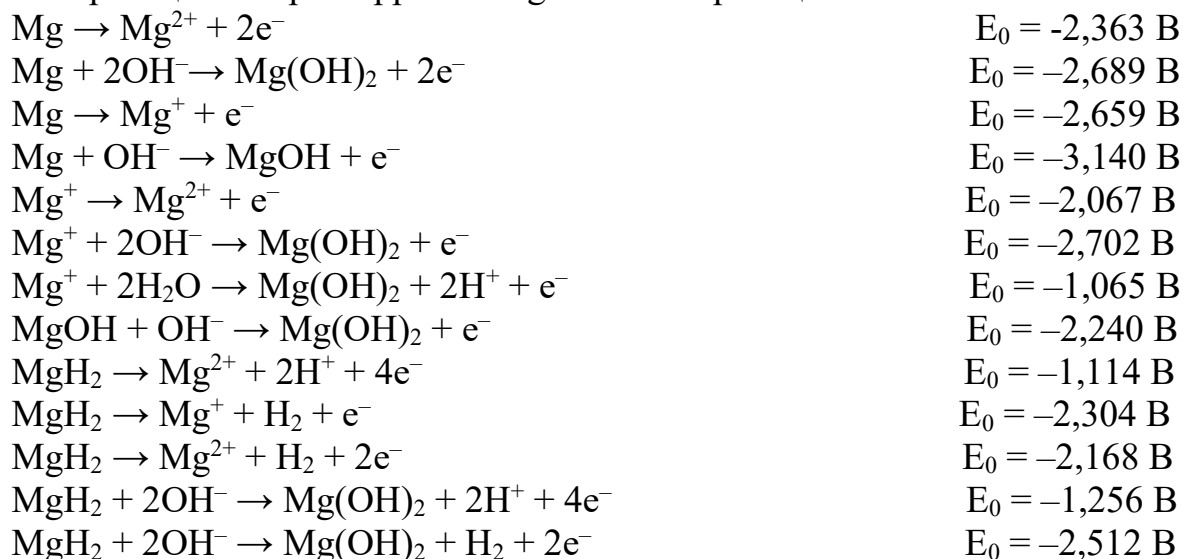 Mg → Mg²⁺ + 2e⁻ E₀ = -2,363 В
Mg + 2OH⁻→ Mg(OH)₂ + 2e⁻ E₀ = –2,689 В
Mg → Mg⁺ + e⁻ E₀ = –2,659 В
Mg + OH⁻ → MgOH + e⁻ E₀ = –3,140 В
Mg⁺ → Mg²⁺ + e⁻ E₀ = –2,067 В
Mg⁺ + 2OH⁻ → Mg(OH)₂ + e⁻ E₀ = –2,702 В
Mg⁺ + 2H₂O → Mg(OH)₂ + 2H⁺ + e⁻ E₀ = –1,065 В
MgOH + OH⁻ → Mg(OH)₂ + e⁻ E₀ = –2,240 В
MgH₂ → Mg²⁺ + 2H⁺ + 4e⁻ E₀ = –1,114 В
MgH₂ → Mg⁺ + H₂ + e⁻ E₀ = –2,304 В
MgH₂ → Mg²⁺ + H₂ + 2e⁻ E₀ = –2,168 В
MgH₂ + 2OH⁻ → Mg(OH)₂ + 2H⁺ + 4e⁻ E₀ = –1,256 В
MgH₂ + 2OH⁻ → Mg(OH)₂ + H₂ + 2e⁻ E₀ = –2,512 В